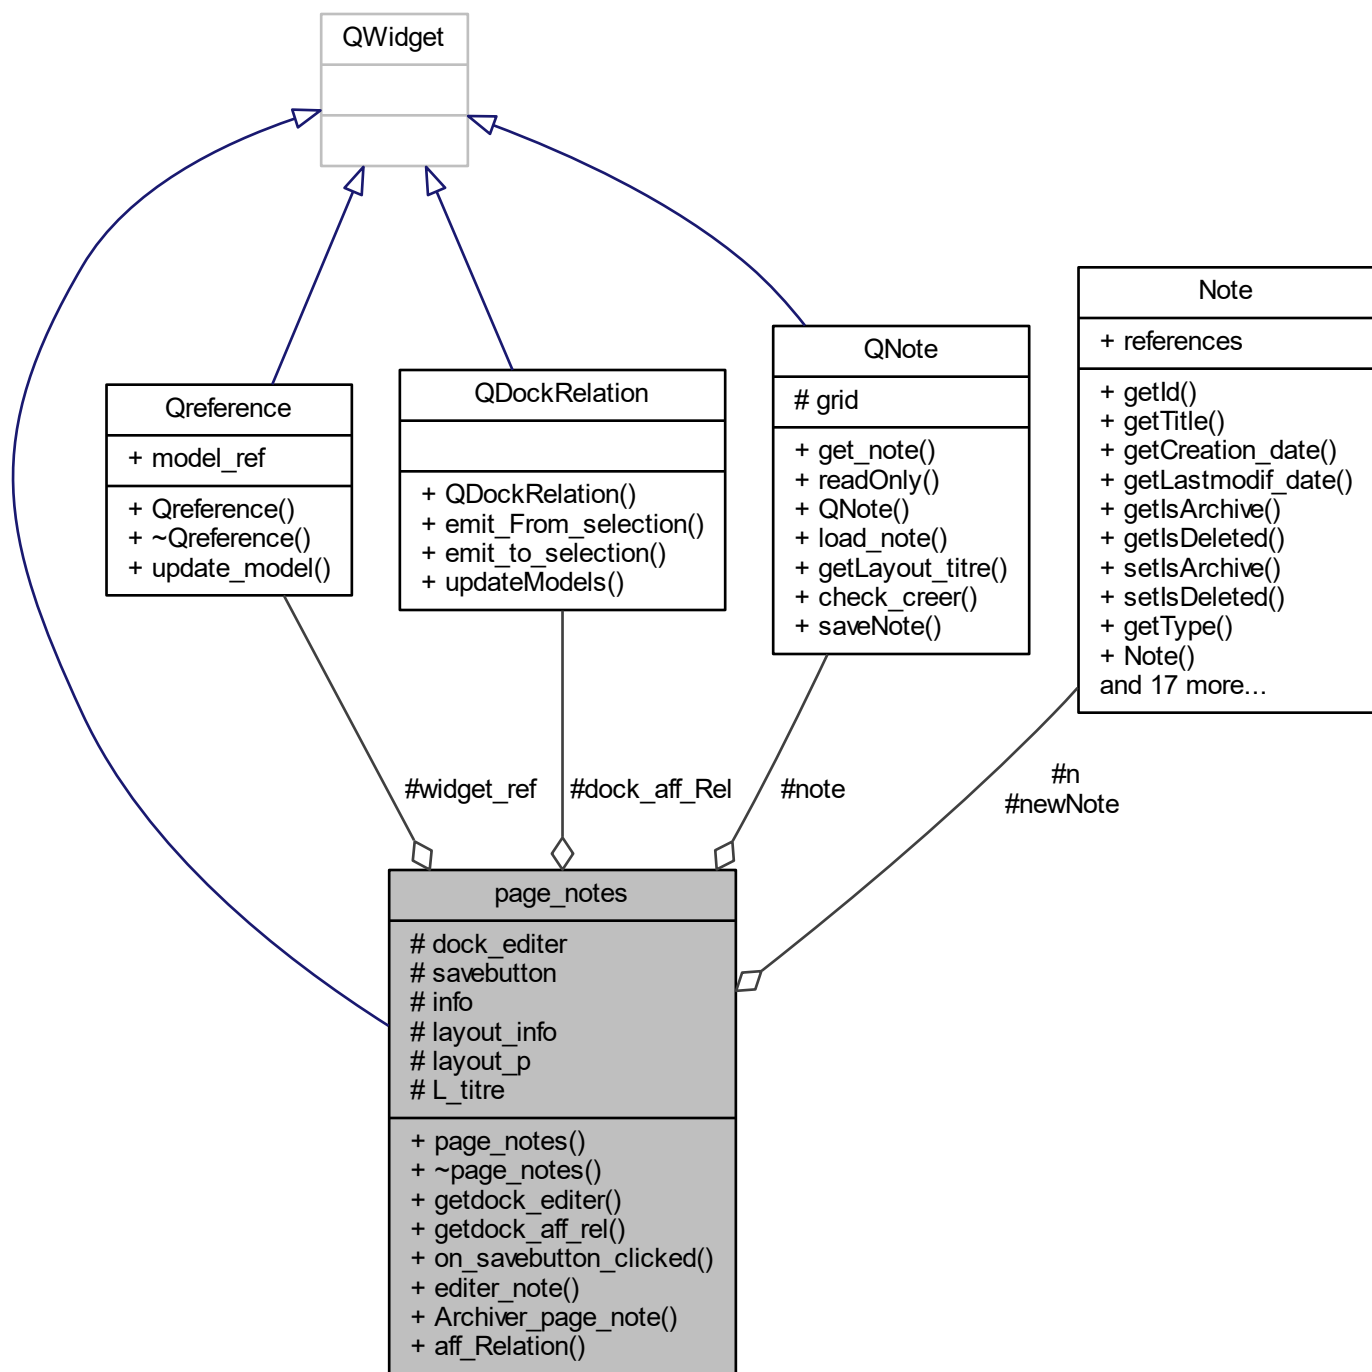 QWidget
Note
+ references
+ getId()
+ getTitle()
+ getCreation_date()
+ getLastmodif_date()
+ getIsArchive()
+ getIsDeleted()
+ setIsArchive()
+ setIsDeleted()
+ getType()
+ Note()
and 17 more...
QNote
# grid
+ get_note()
+ readOnly()
+ QNote()
+ load_note()
+ getLayout_titre()
+ check_creer()
+ saveNote()
QDockRelation
+ QDockRelation()
+ emit_From_selection()
+ emit_to_selection()
+ updateModels()
Qreference
+ model_ref
+ Qreference()
+ ~Qreference()
+ update_model()
#widget_ref
#dock_aff_Rel
#note
#n
#newNote
page_notes
# dock_editer
# savebutton
# info
# layout_info
# layout_p
# L_titre
+ page_notes()
+ ~page_notes()
+ getdock_editer()
+ getdock_aff_rel()
+ on_savebutton_clicked()
+ editer_note()
+ Archiver_page_note()
+ aff_Relation()